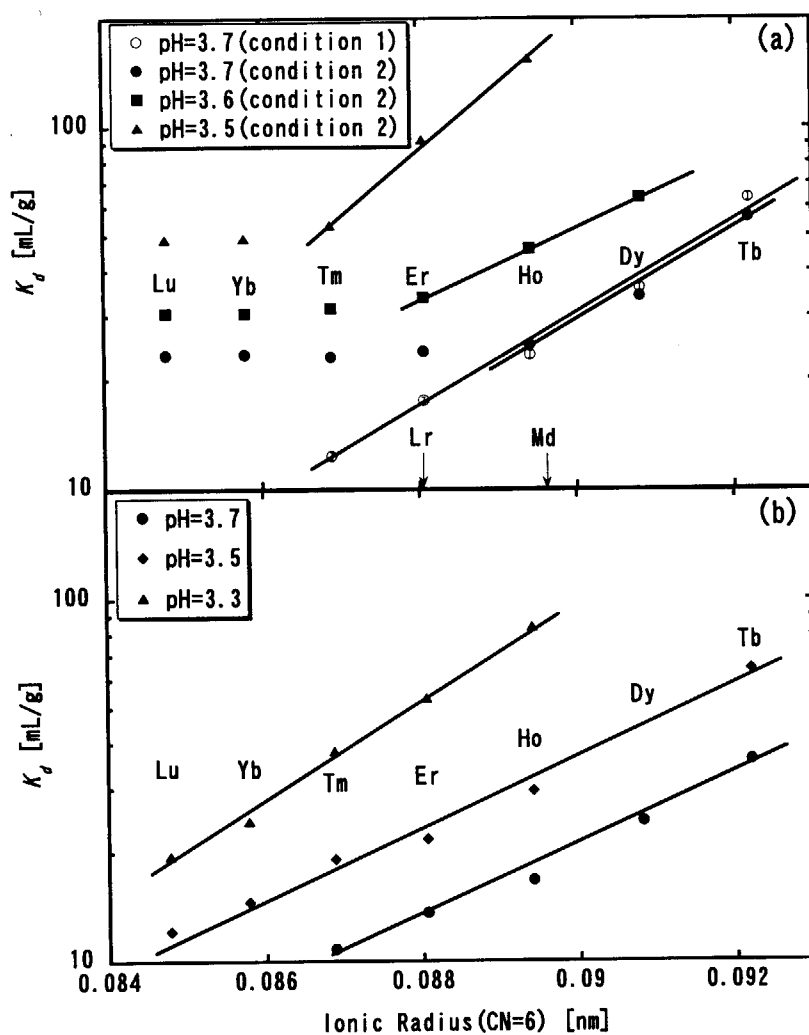 (a)
pH=3.7(condition 1)
pH=3.7(condition 2)
pH=3.6(condition 2)
pH=3.5(condition 2)
100
K_d [mL/g]
Lu Yb Tm Er Ho Dy Tb
Lr Md
10
(b)
pH=3.7
pH=3.5
pH=3.3
100
K_d [mL/g]
Lu Yb Tm Er Ho Dy Tb
10
0.084 0.086 0.088 0.09 0.092
Ionic Radius(CN=6) [nm]